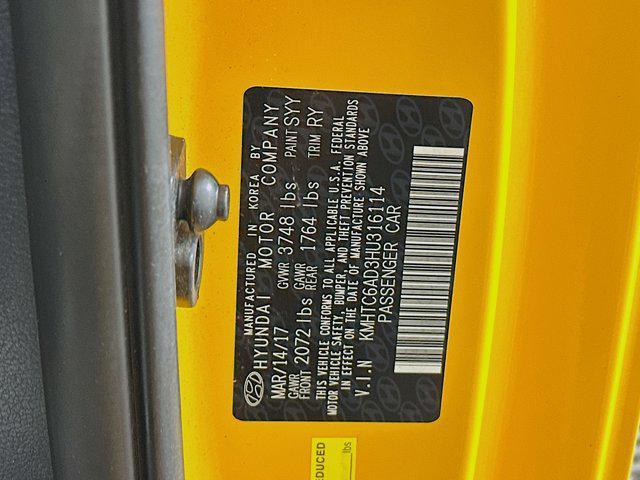 MANUFACTURED IN KOREA BY
HYUNDAI MOTOR COMPANY
MAR/14/17 GVWR 3748 lbs PAINT SYY
GAWR FRONT 2072 lbs GAWR REAR 1764 lbs TRIM RY
THIS VEHICLE CONFORMS TO ALL APPLICABLE U.S.A. FEDERAL
MOTOR VEHICLE SAFETY, BUMPER, AND THEFT PREVENTION STANDARDS
IN EFFECT ON THE DATE OF MANUFACTURE SHOWN ABOVE
V.I.N KMHTC6AD3HU316114
PASSENGER CAR
EDUCED
lbs